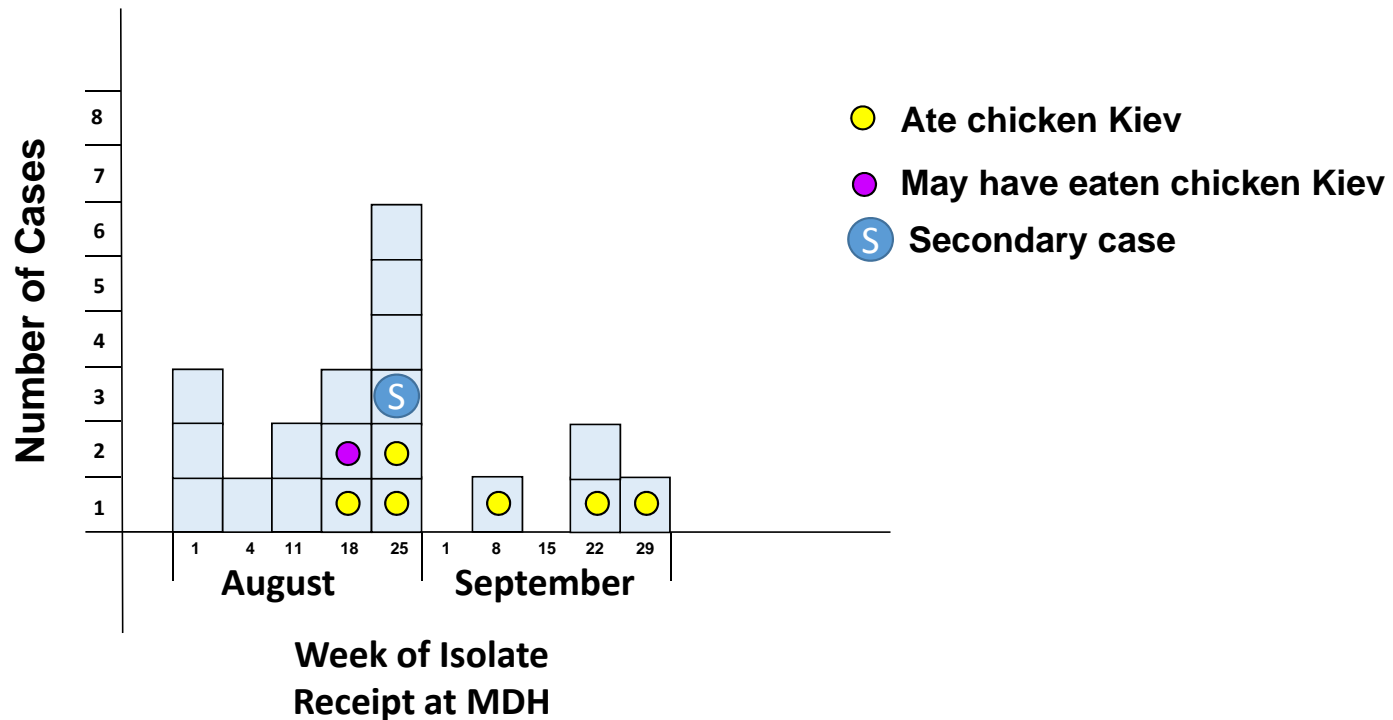 Number of Cases
8
7
6
5
4
3
2
1
S
1 4 11 18 25 1 8 15 22 29
August September
Week of Isolate
Receipt at MDH
Ate chicken Kiev
May have eaten chicken Kiev
S Secondary case